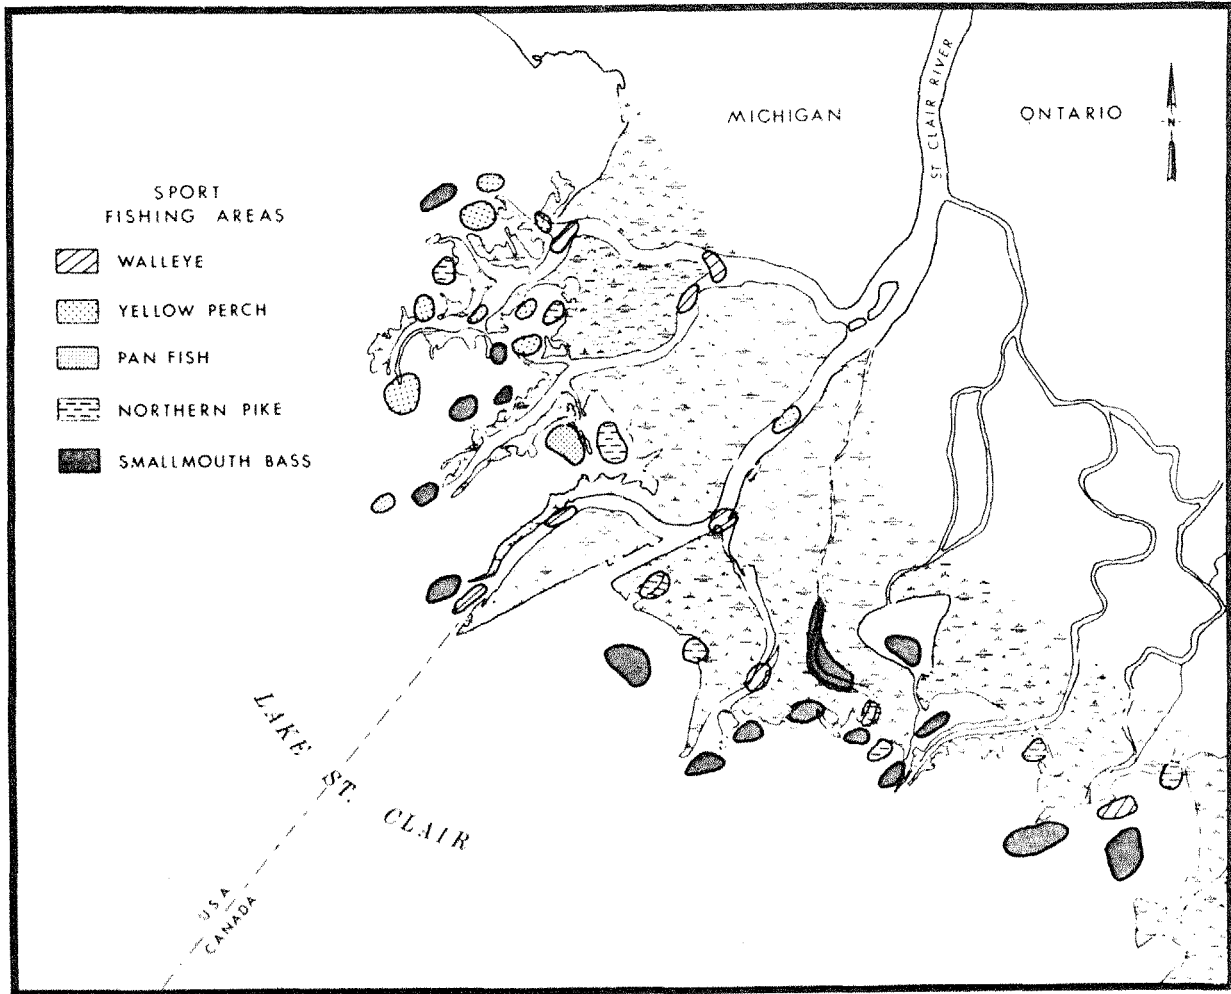 MICHIGAN
ONTARIO
N
ST CLAIR RIVER
SPORT
FISHING AREAS
WALLEYE
YELLOW PERCH
PAN FISH
NORTHERN PIKE
SMALLMOUTH BASS
LAKE ST. CLAIR
USA
CANADA